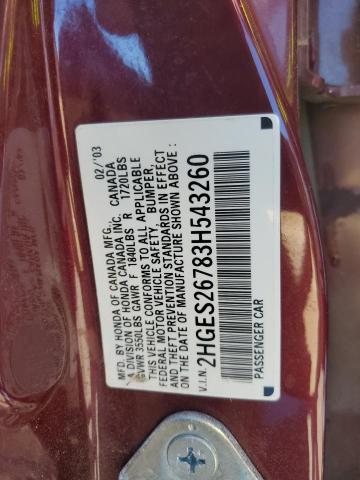 MFD. BY HONDA OF CANADA MFG., 02/'03
A DIVISION OF HONDA CANADA INC. CANADA
GVWR 3550LBS GAWR F 1840LBS R 1720LBS
THIS VEHICLE CONFORMS TO ALL APPLICABLE
FEDERAL MOTOR VEHICLE SAFETY, BUMPER,
AND THEFT PREVENTION STANDARDS IN EFFECT
ON THE DATE OF MANUFACTURE SHOWN ABOVE.
V.I.N. 2HGES26783H543260
PASSENGER CAR